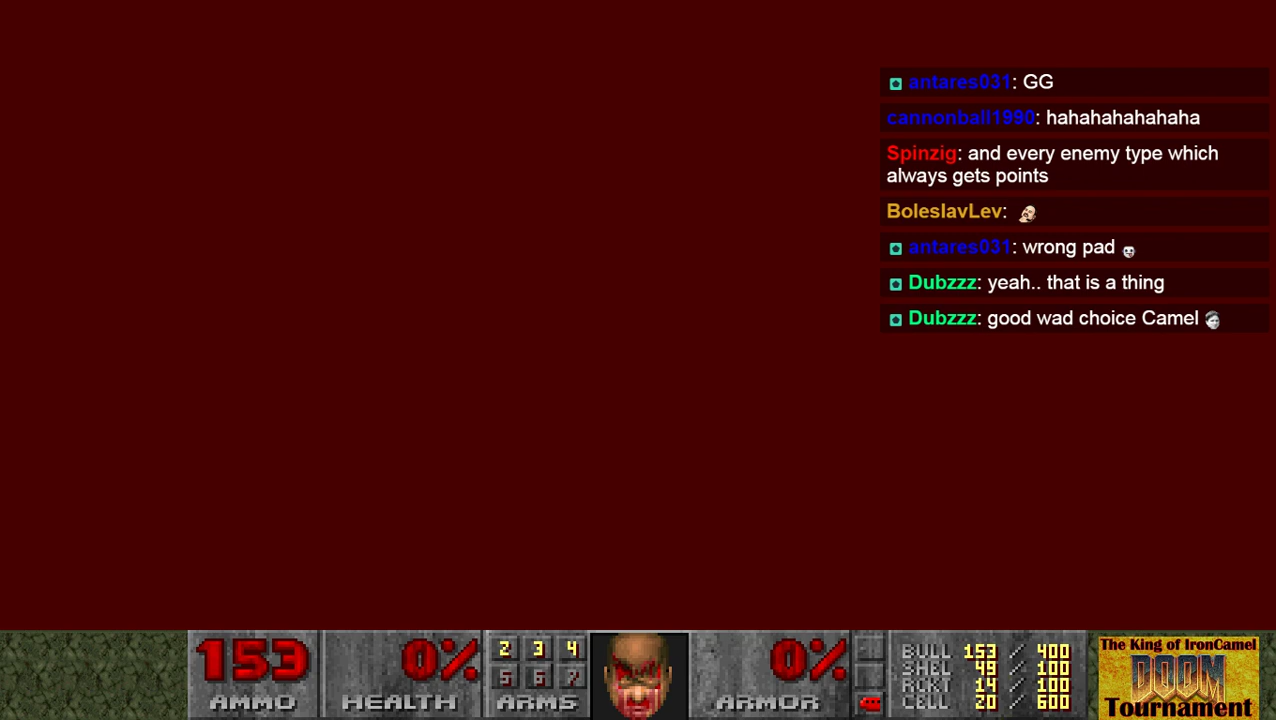 antares031: GG
cannonball1990: hahahahahahaha
Spinzig: and every enemy type which
always gets points
BoleslavLev:
antares031: wrong pad
Dubzzz: yeah.. that is a thing
Dubzzz: good wad choice Camel
153
AMMO
0%
HEALTH
2 3 4
5 6 7
ARMS
0%
ARMOR
BULL 153 / 400
SHEL 49 / 100
RCKT 14 / 100
CELL 20 / 600
The King of IronCamel
DOOM
Tournament